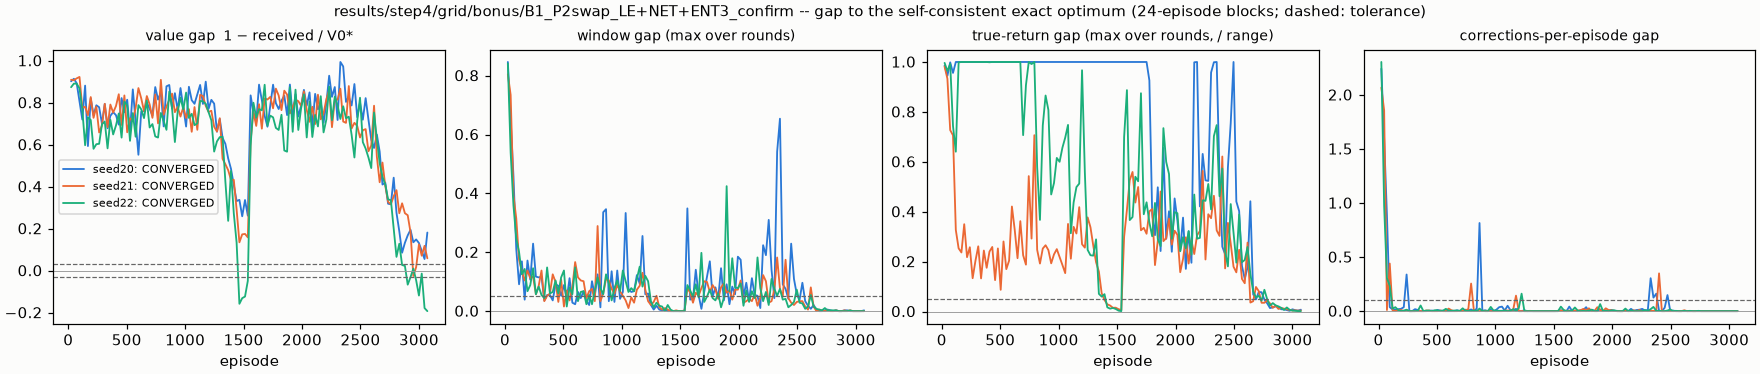 results/step4/grid/bonus/B1_P2swap_LE+NET+ENT3_confirm -- gap to the self-consistent exact optimum (24-episode blocks; dashed: tolerance)
value gap  1 − received / V0*
1.0
0.8
0.6
0.4
0.2
0.0
−0.2
seed20: CONVERGED
seed21: CONVERGED
seed22: CONVERGED
0 500 1000 1500 2000 2500 3000
episode
window gap (max over rounds)
0.8
0.6
0.4
0.2
0.0
0 500 1000 1500 2000 2500 3000
episode
true-return gap (max over rounds, / range)
1.0
0.8
0.6
0.4
0.2
0.0
0 500 1000 1500 2000 2500 3000
episode
corrections-per-episode gap
2.0
1.5
1.0
0.5
0.0
0 500 1000 1500 2000 2500 3000
episode